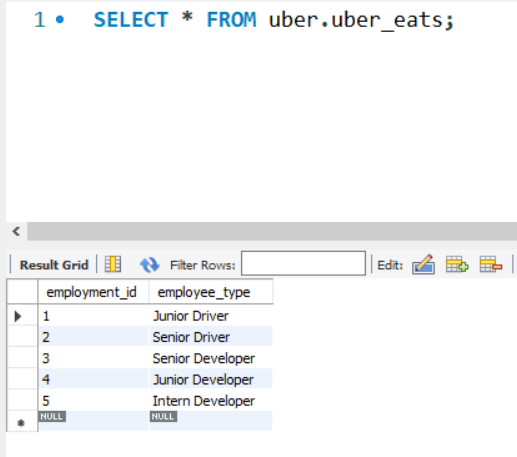 1 SELECT * FROM uber.uber_eats;
Result Grid Filter Rows: Edit:
employment_id employee_type
1 Junior Driver
2 Senior Driver
3 Senior Developer
4 Junior Developer
5 Intern Developer
NULL NULL